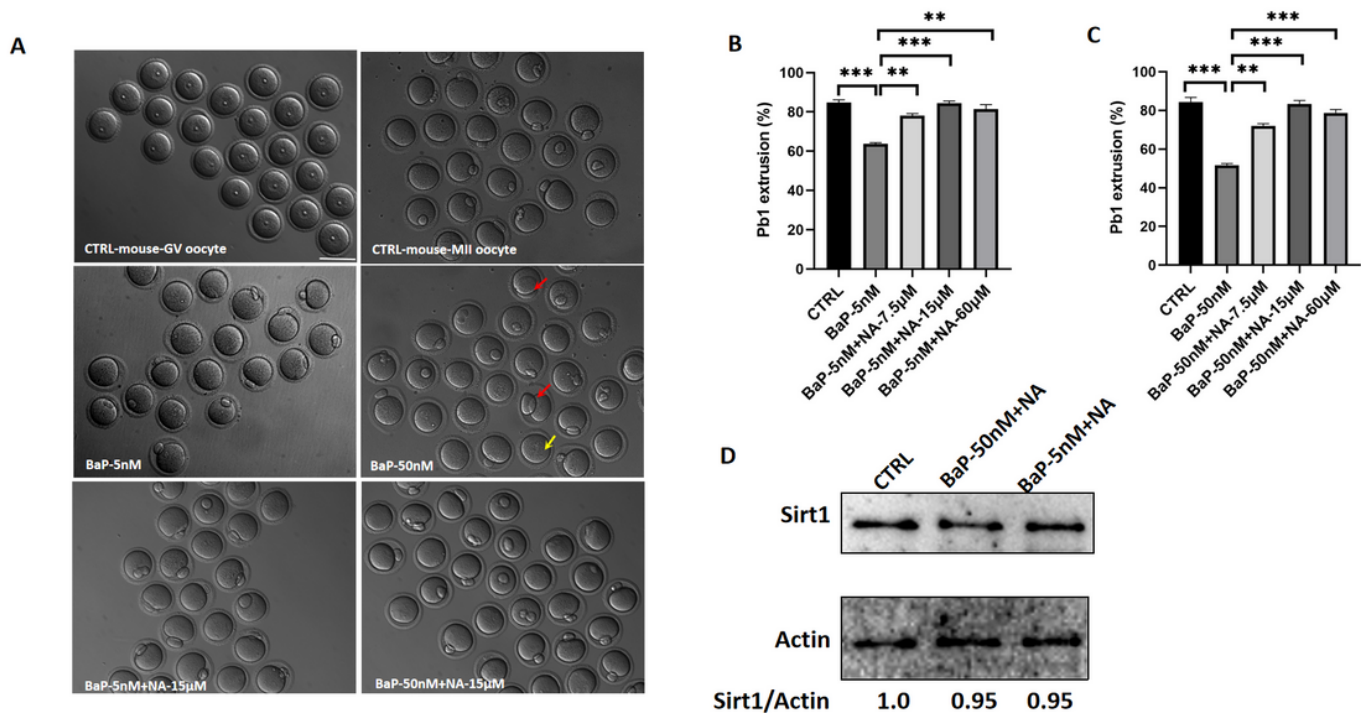 A
CTRL-mouse-GV oocyte
CTRL-mouse-MII oocyte
BaP-5nM
BaP-50nM
BaP-5nM+NA-15μM
BaP-50nM+NA-15μM
B
**
***
*** **
Pb1 extrusion (%)
100
80
60
40
20
0
CTRL
BaP-5nM
BaP-5nM+NA-7.5μM
BaP-5nM+NA-15μM
BaP-5nM+NA-60μM
C
***
***
*** **
Pb1 extrusion (%)
100
80
60
40
20
0
CTRL
BaP-50nM
BaP-50nM+NA-7.5μM
BaP-50nM+NA-15μM
BaP-50nM+NA-60μM
D
CTRL
BaP-50nM+NA
BaP-5nM+NA
Sirt1
Actin
Sirt1/Actin 1.0 0.95 0.95